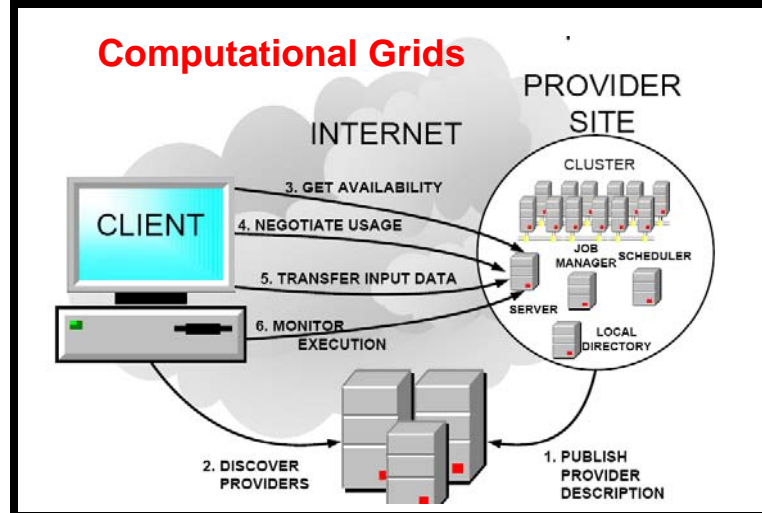 Computational Grids
PROVIDER
SITE
INTERNET
CLUSTER
3. GET AVAILABILITY
CLIENT
4. NEGOTIATE USAGE
JOB
MANAGER
SCHEDULER
5. TRANSFER INPUT DATA
SERVER
6. MONITOR
EXECUTION
LOCAL
DIRECTORY
2. DISCOVER
PROVIDERS
1. PUBLISH
PROVIDER
DESCRIPTION